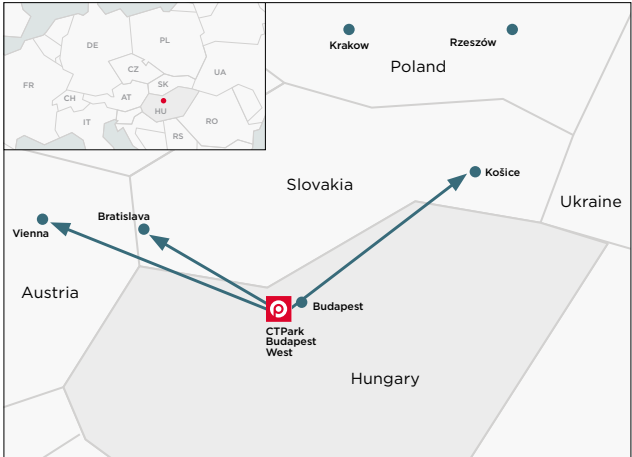 DE
PL
CZ
UA
FR
SK
CH
AT
HU
IT
RO
RS
Krakow
Rzeszów
Poland
Slovakia
Košice
Ukraine
Vienna
Bratislava
Austria
Budapest
CTPark
Budapest
West
Hungary